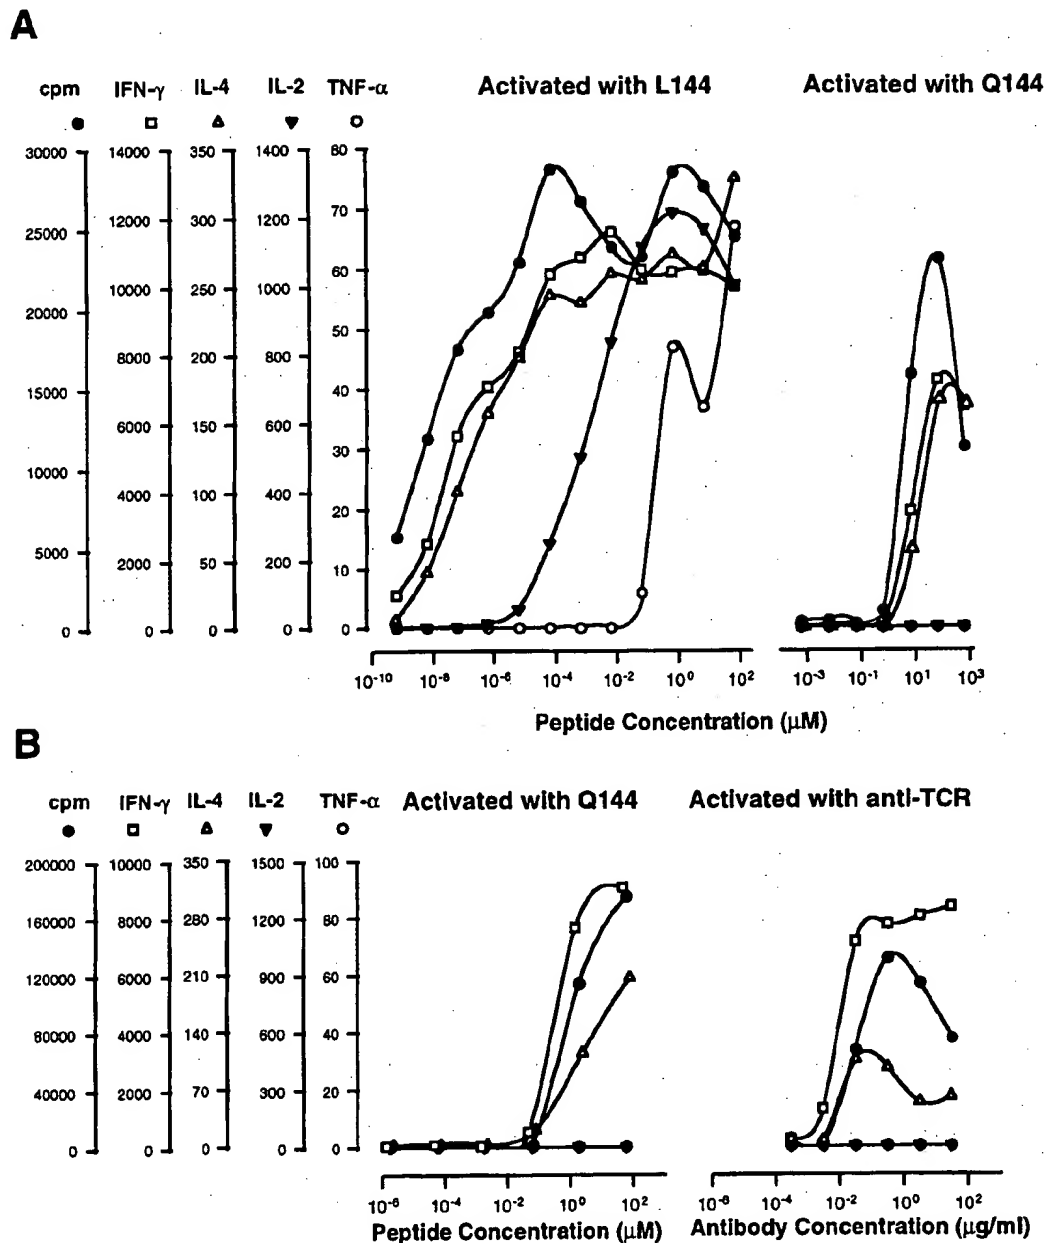 A
cpm IFN-γ IL-4 IL-2 TNF-α Activated with L144 Activated with Q144
30000 14000 350 1400 80
70
12000 300 1200
25000
60
10000 250 1000
20000
50
8000 200 800
15000 40
6000 150 600
30
10000
4000 100 400
20
5000
2000 50 200
10
0 0 0 0 0
10-10 10-8 10-6 10-4 10-2 100 102 10-3 10-1 101 103
Peptide Concentration (μM)
B
cpm IFN-γ IL-4 IL-2 TNF-α Activated with Q144 Activated with anti-TCR
200000 10000 350 1500 100
160000 8000 280 1200 80
120000 6000 210 900 60
80000 4000 140 600 40
40000 2000 70 300 20
0 0 0 0 0
10-6 10-4 10-2 100 102 10-6 10-4 10-2 100 102
Peptide Concentration (μM) Antibody Concentration (μg/ml)